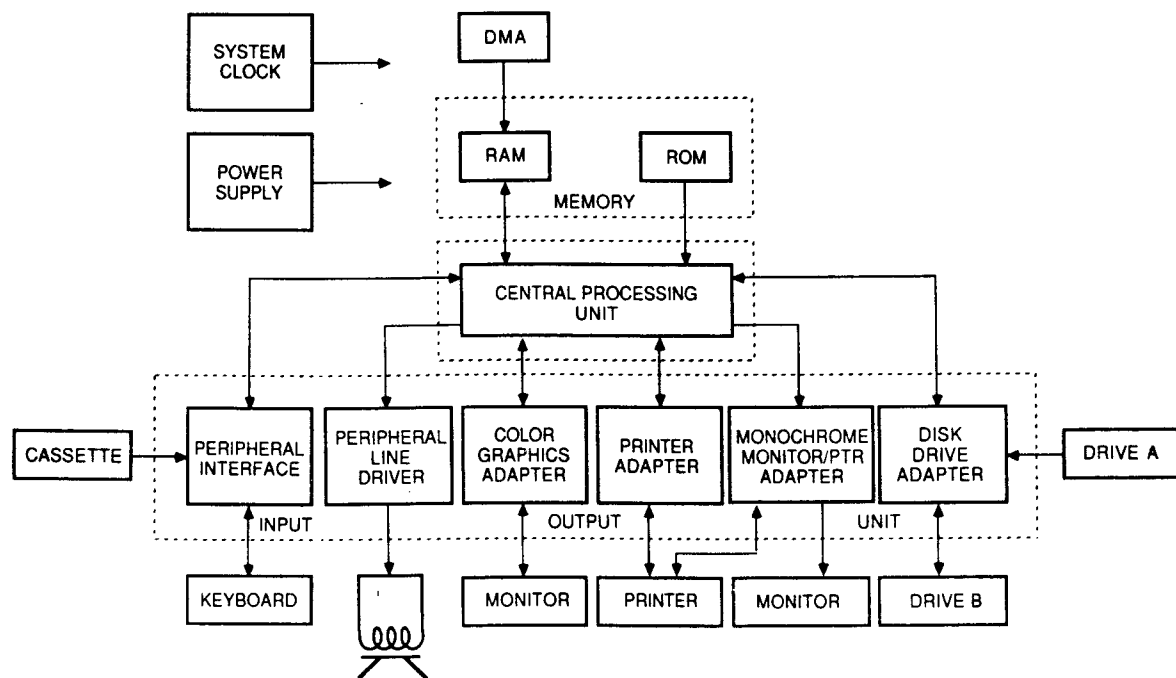 SYSTEM
CLOCK
DMA
POWER
SUPPLY
RAM
ROM
MEMORY
CENTRAL PROCESSING
UNIT
CASSETTE
PERIPHERAL
INTERFACE
PERIPHERAL
LINE
DRIVER
COLOR
GRAPHICS
ADAPTER
PRINTER
ADAPTER
MONOCHROME
MONITOR/PTR
ADAPTER
DISK
DRIVE
ADAPTER
DRIVE A
INPUT
OUTPUT
UNIT
KEYBOARD
MONITOR
PRINTER
MONITOR
DRIVE B